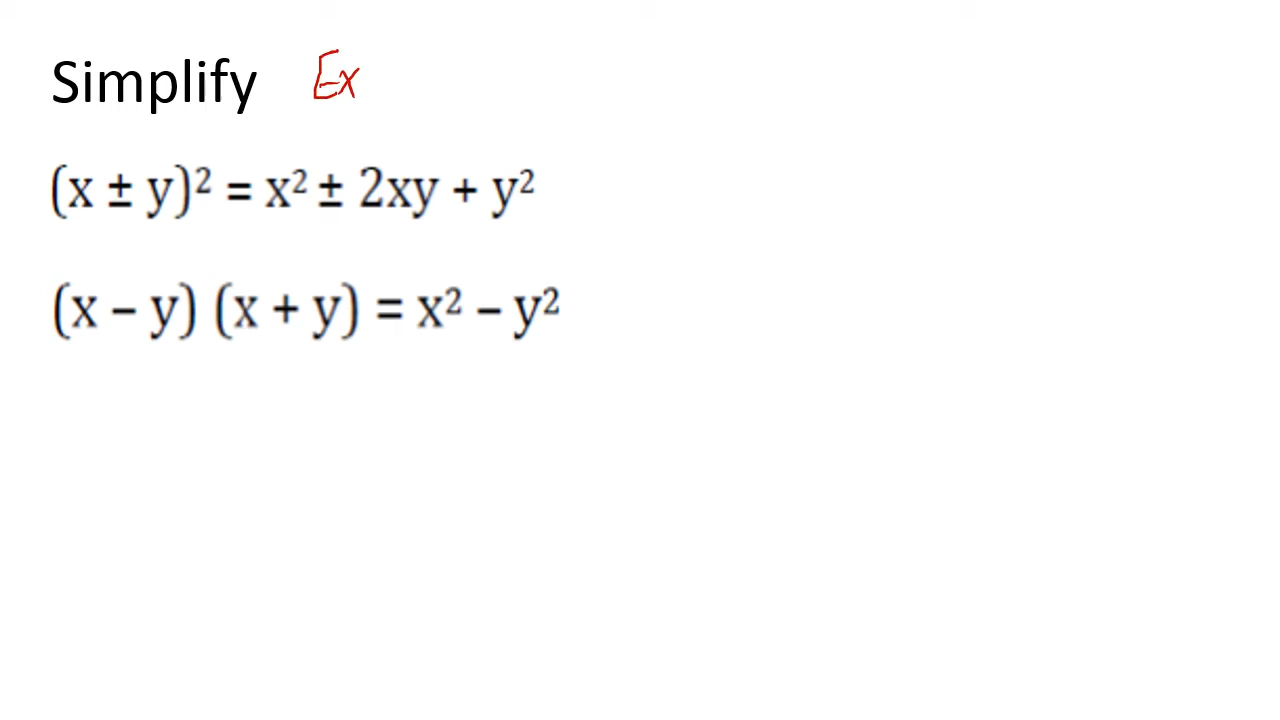 Simplify Ex
(x ± y)² = x² ± 2xy + y²
(x – y) (x + y) = x² – y²